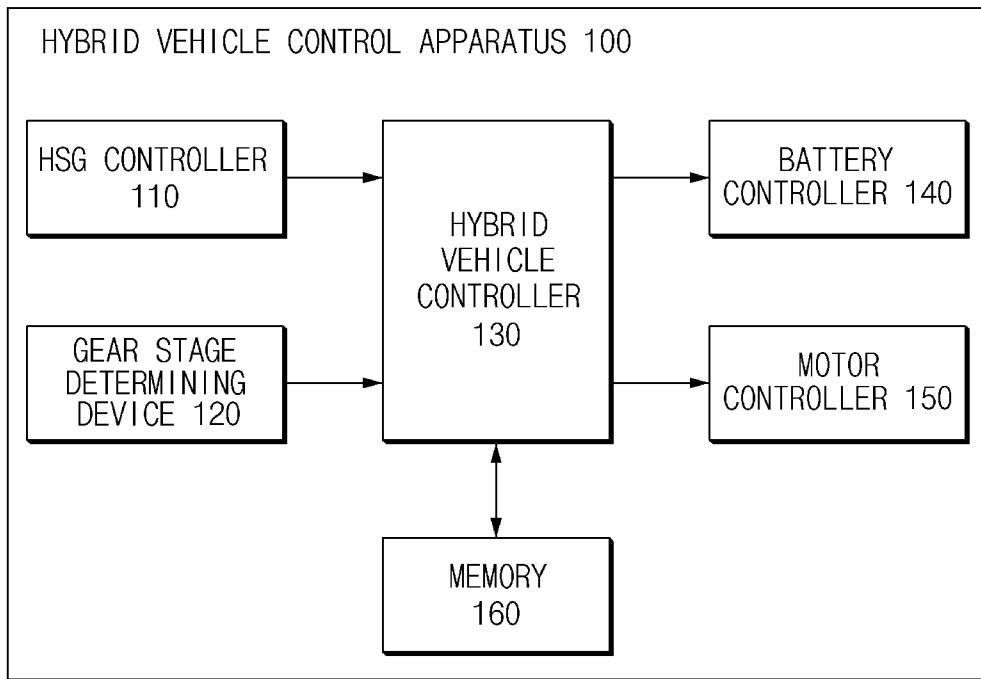 HYBRID VEHICLE CONTROL APPARATUS 100
HSG CONTROLLER
110
GEAR STAGE
DETERMINING
DEVICE 120
HYBRID
VEHICLE
CONTROLLER
130
BATTERY
CONTROLLER 140
MOTOR
CONTROLLER 150
MEMORY
160